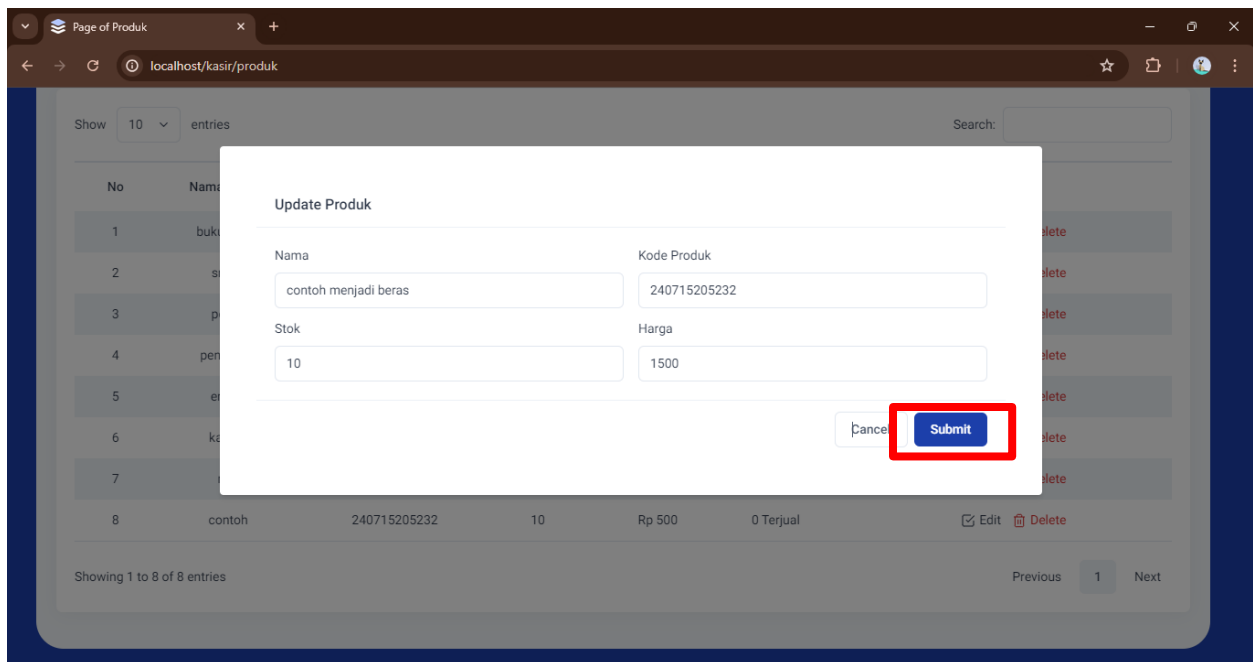 Page of Produk
localhost/kasir/produk
Show 10 entries Search:
No
Update Produk
Nama Kode Produk
contoh menjadi beras 240715205232
Stok Harga
10 1500
Cancel Submit
1
2
3
4
5
6
7
8 contoh 240715205232 10 Rp 500 0 Terjual Edit Delete
Showing 1 to 8 of 8 entries Previous 1 Next